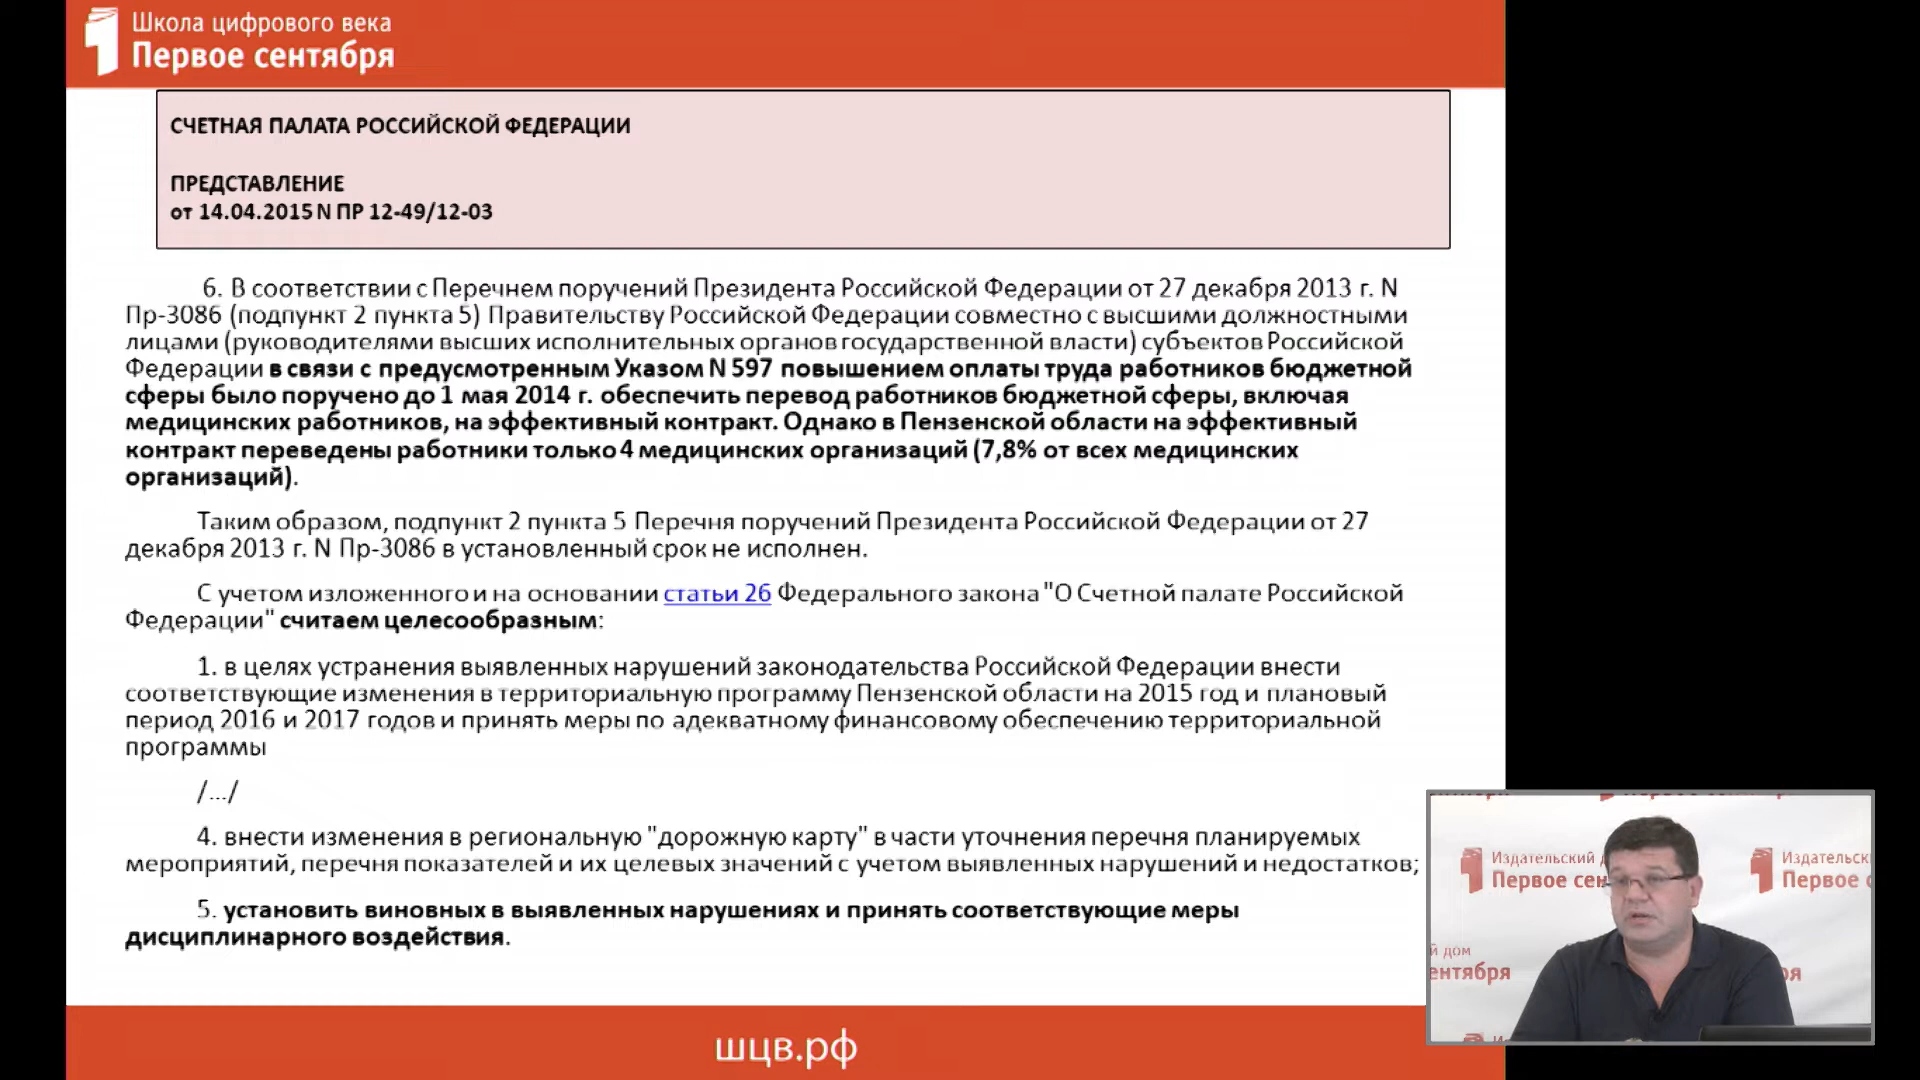 Школа цифрового века
Первое сентября
СЧЕТНАЯ ПАЛАТА РОССИЙСКОЙ ФЕДЕРАЦИИ
ПРЕДСТАВЛЕНИЕ
от 14.04.2015 N ПР 12-49/12-03
6. В соответствии с Перечнем поручений Президента Российской Федерации от 27 декабря 2013 г. N
Пр-3086 (подпункт 2 пункта 5) Правительству Российской Федерации совместно с высшими должностными
лицами (руководителями высших исполнительных органов государственной власти) субъектов Российской
Федерации в связи с предусмотренным Указом N 597 повышением оплаты труда работников бюджетной
сферы было поручено до 1 мая 2014 г. обеспечить перевод работников бюджетной сферы, включая
медицинских работников, на эффективный контракт. Однако в Пензенской области на эффективный
контракт переведены работники только 4 медицинских организаций (7,8% от всех медицинских
организаций).
Таким образом, подпункт 2 пункта 5 Перечня поручений Президента Российской Федерации от 27
декабря 2013 г. N Пр-3086 в установленный срок не исполнен.
С учетом изложенного и на основании статьи 26 Федерального закона "О Счетной палате Российской
Федерации" считаем целесообразным:
1. в целях устранения выявленных нарушений законодательства Российской Федерации внести
соответствующие изменения в территориальную программу Пензенской области на 2015 год и плановый
период 2016 и 2017 годов и принять меры по адекватному финансовому обеспечению территориальной
программы
/.../
4. внести изменения в региональную "дорожную карту" в части уточнения перечня планируемых
мероприятий, перечня показателей и их целевых значений с учетом выявленных нарушений и недостатков;
5. установить виновных в выявленных нарушениях и принять соответствующие меры
дисциплинарного воздействия.
Издательский
Первое
Первое
дом
шцв.рф